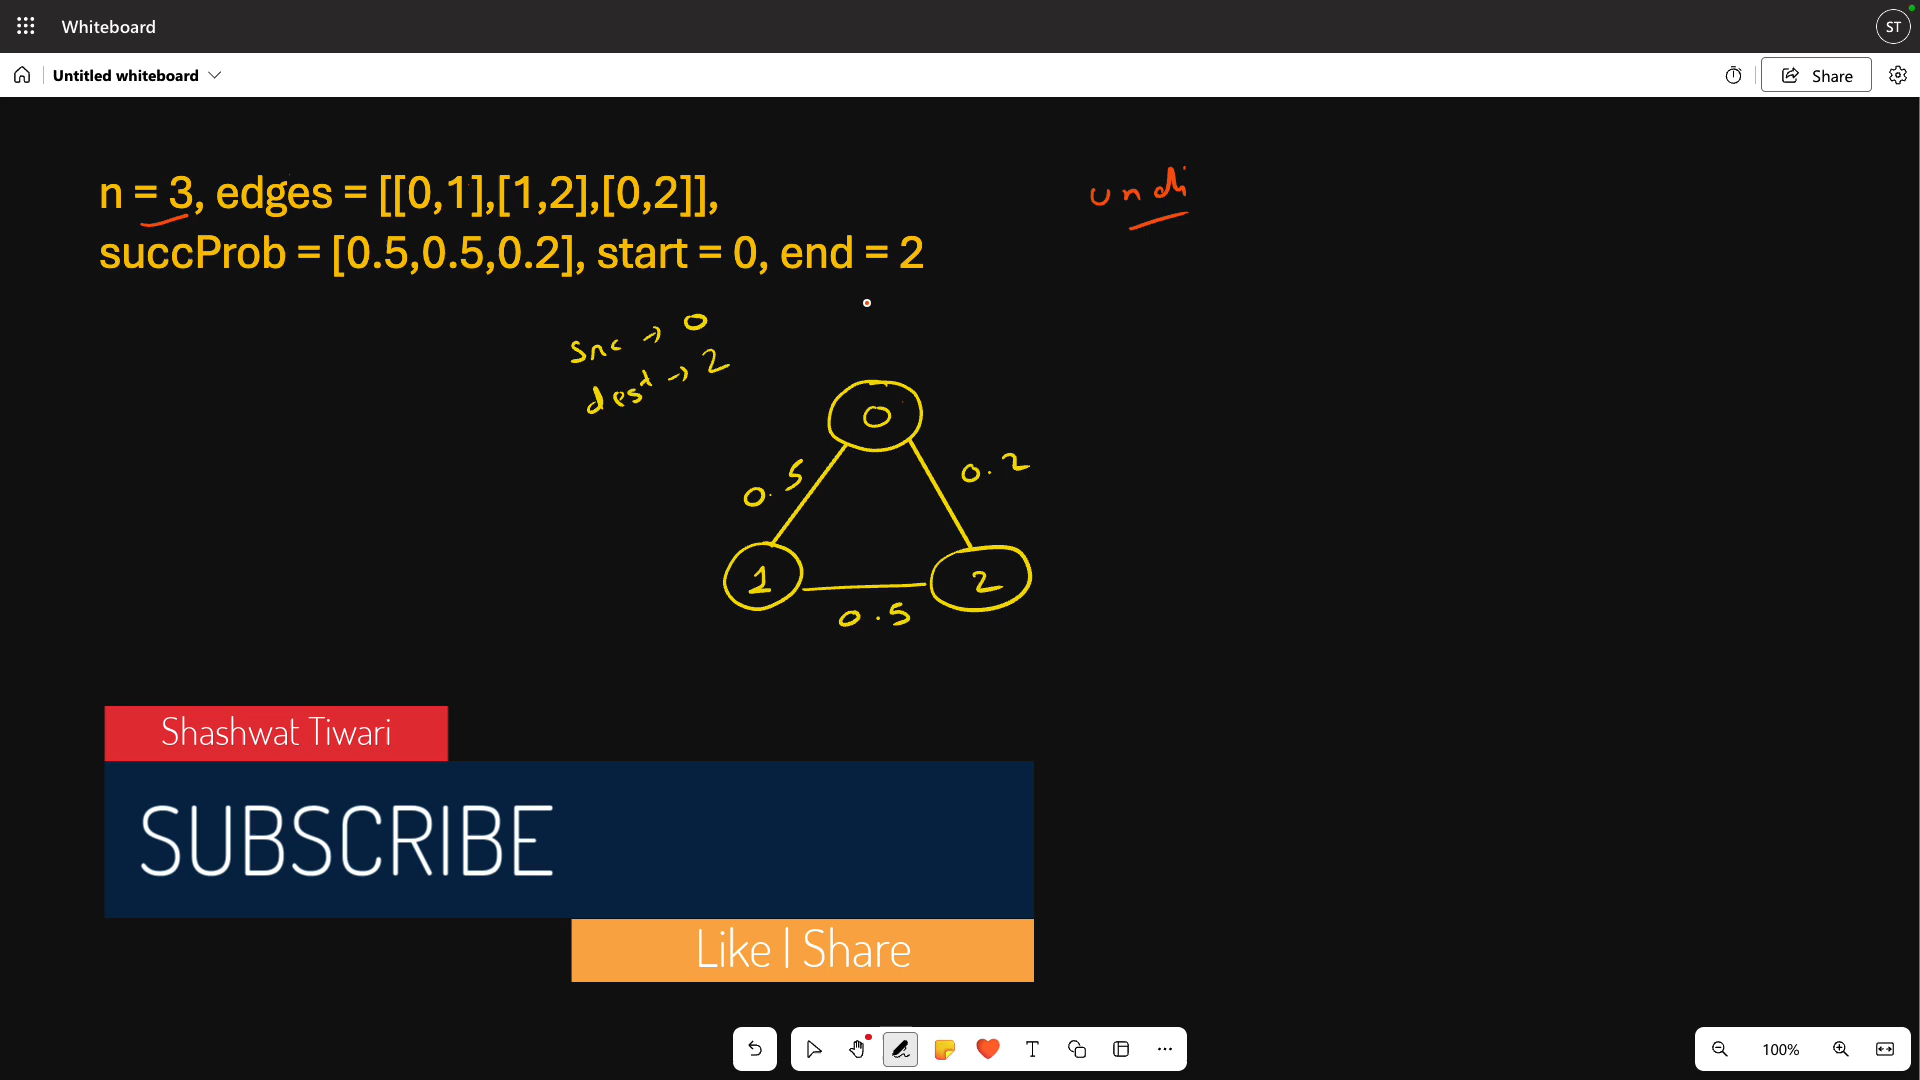 Whiteboard
ST
Untitled whiteboard
Share
n = 3, edges = [[0,1],[1,2],[0,2]],
undi
succProb = [0.5,0.5,0.2], start = 0, end = 2
src → 0
dest → 2
0
0.5
0.2
1
2
0.5
Shashwat Tiwari
SUBSCRIBE
Like | Share
T
100%